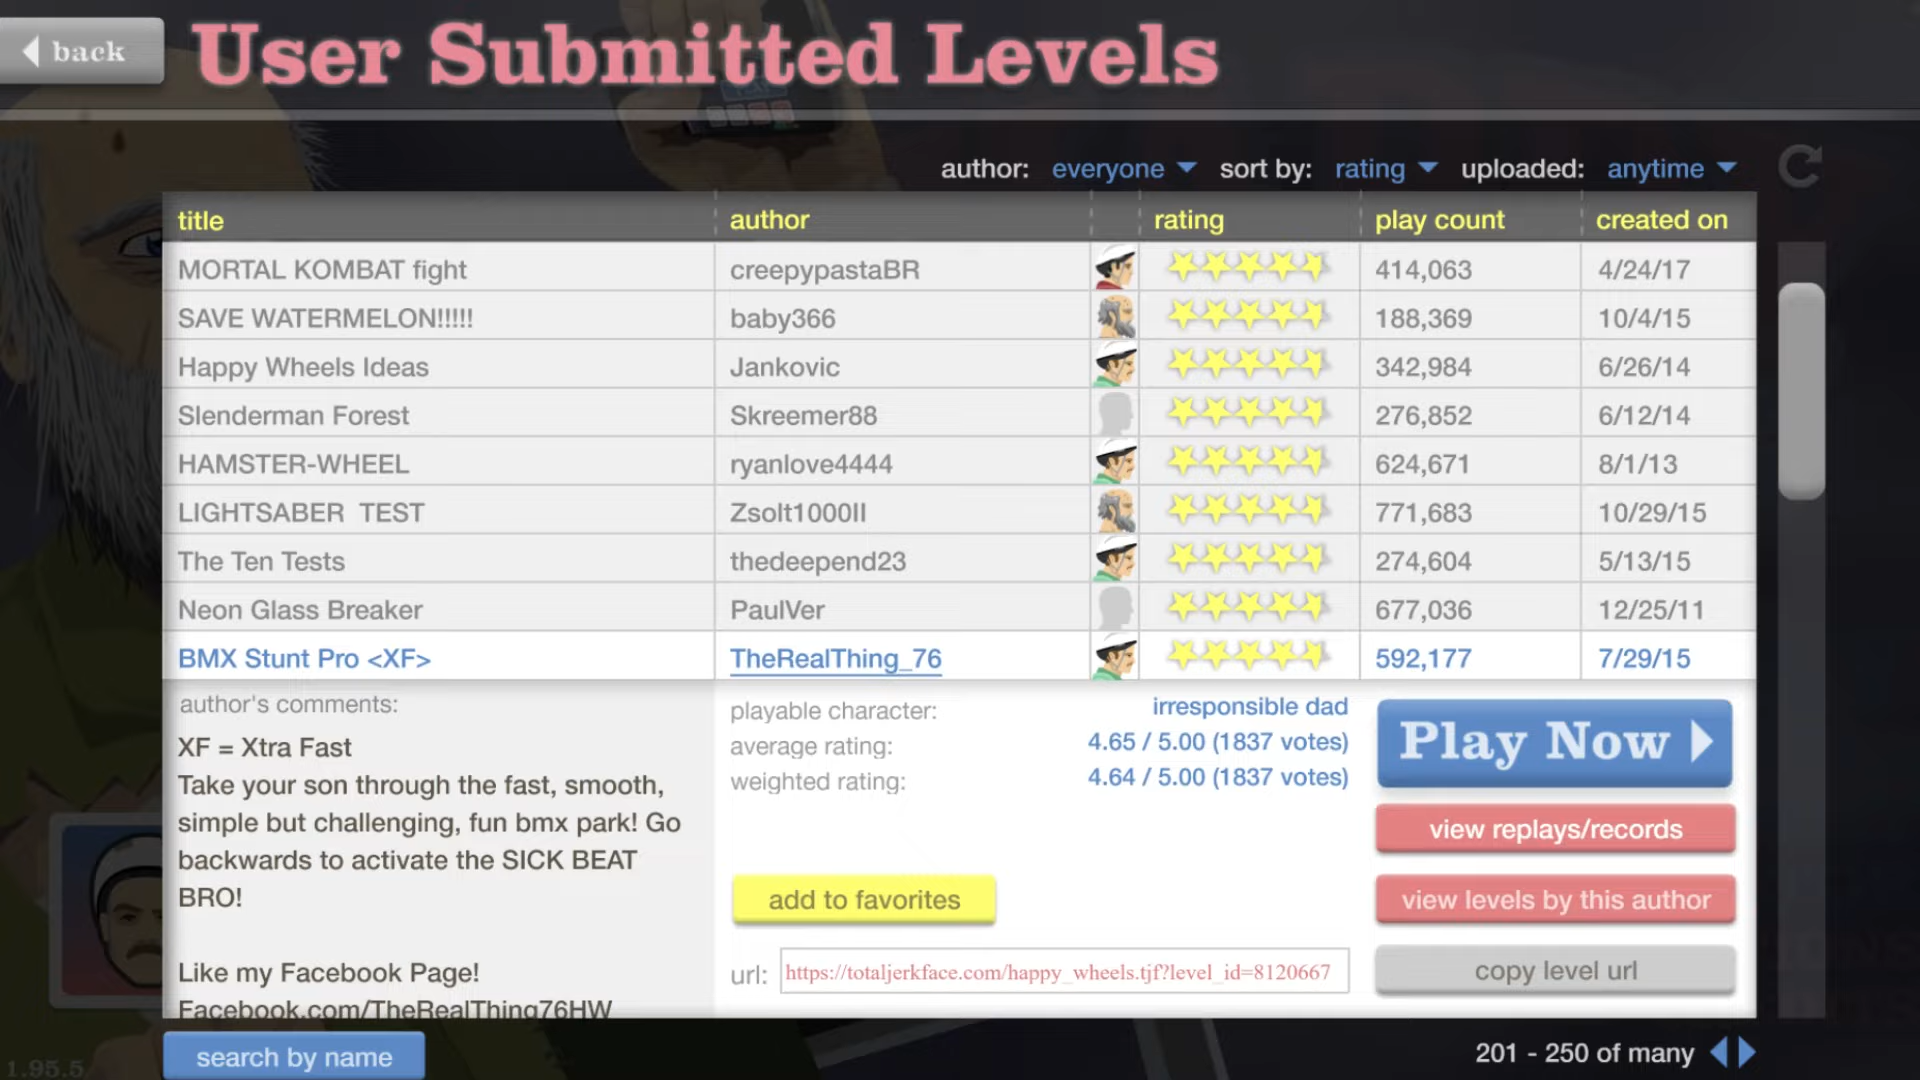 back
User Submitted Levels
author: everyone sort by: rating uploaded: anytime
title author rating play count created on
MORTAL KOMBAT fight creepypastaBR 414,063 4/24/17
SAVE WATERMELON!!!!! baby366 188,369 10/4/15
Happy Wheels Ideas Jankovic 342,984 6/26/14
Slenderman Forest Skreemer88 276,852 6/12/14
HAMSTER-WHEEL ryanlove4444 624,671 8/1/13
LIGHTSABER  TEST Zsolt1000II 771,683 10/29/15
The Ten Tests thedeepend23 274,604 5/13/15
Neon Glass Breaker PaulVer 677,036 12/25/11
BMX Stunt Pro <XF> TheRealThing_76 592,177 7/29/15
author's comments:
XF = Xtra Fast
Take your son through the fast, smooth,
simple but challenging, fun bmx park! Go
backwards to activate the SICK BEAT
BRO!
Like my Facebook Page!
Facebook.com/TheRealThing76HW
playable character: irresponsible dad
average rating: 4.65 / 5.00 (1837 votes)
weighted rating: 4.64 / 5.00 (1837 votes)
add to favorites
url: https://totaljerkface.com/happy_wheels.tjf?level_id=8120667
Play Now
view replays/records
view levels by this author
copy level url
search by name
201 - 250 of many
1.95.5